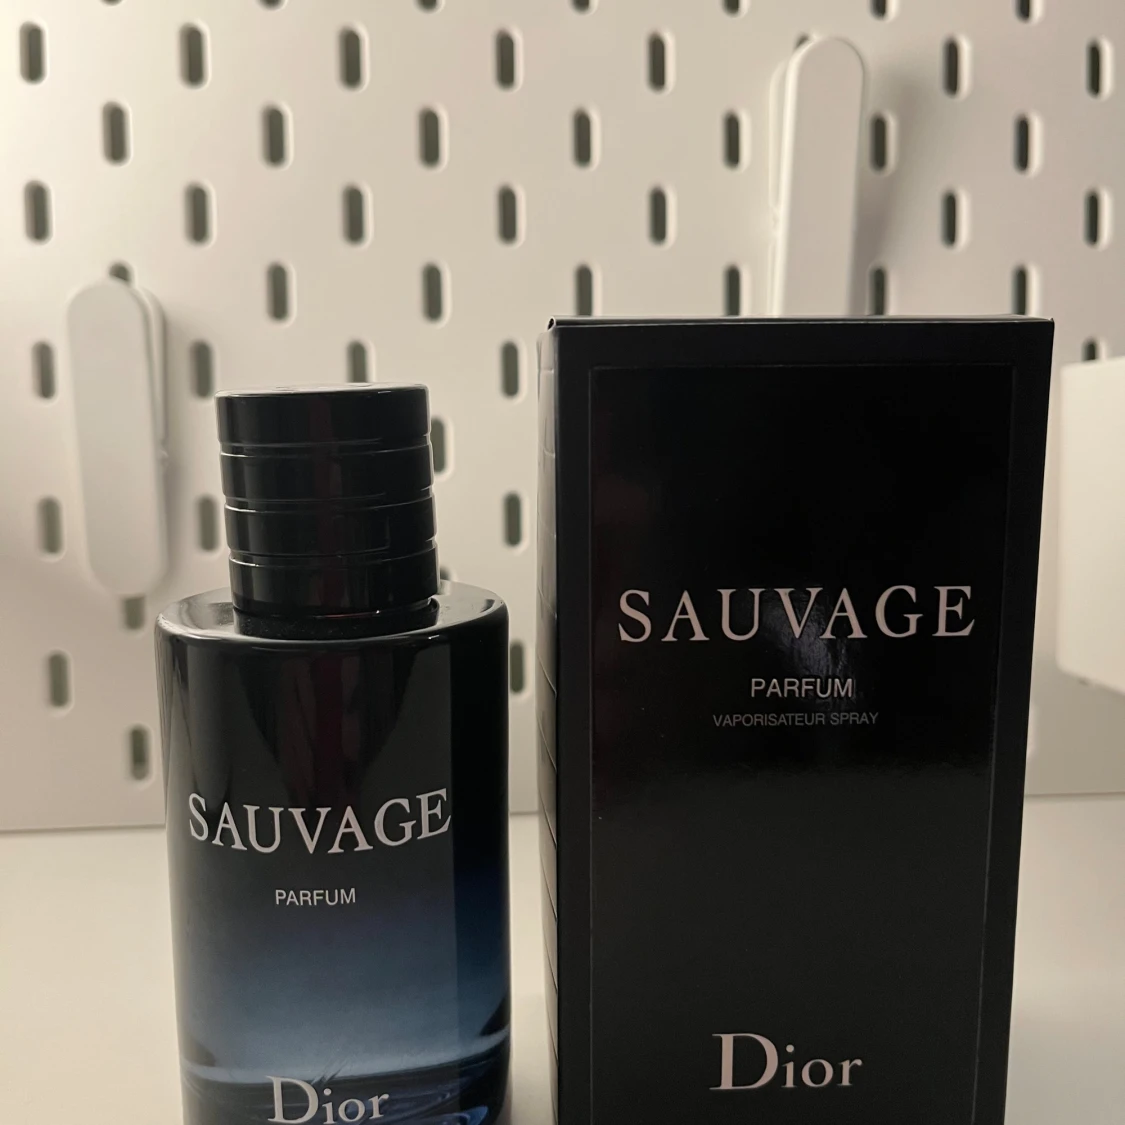 SAUVAGE
PARFUM
Dior
SAUVAGE
PARFUM
VAPORISATEUR SPRAY
Dior